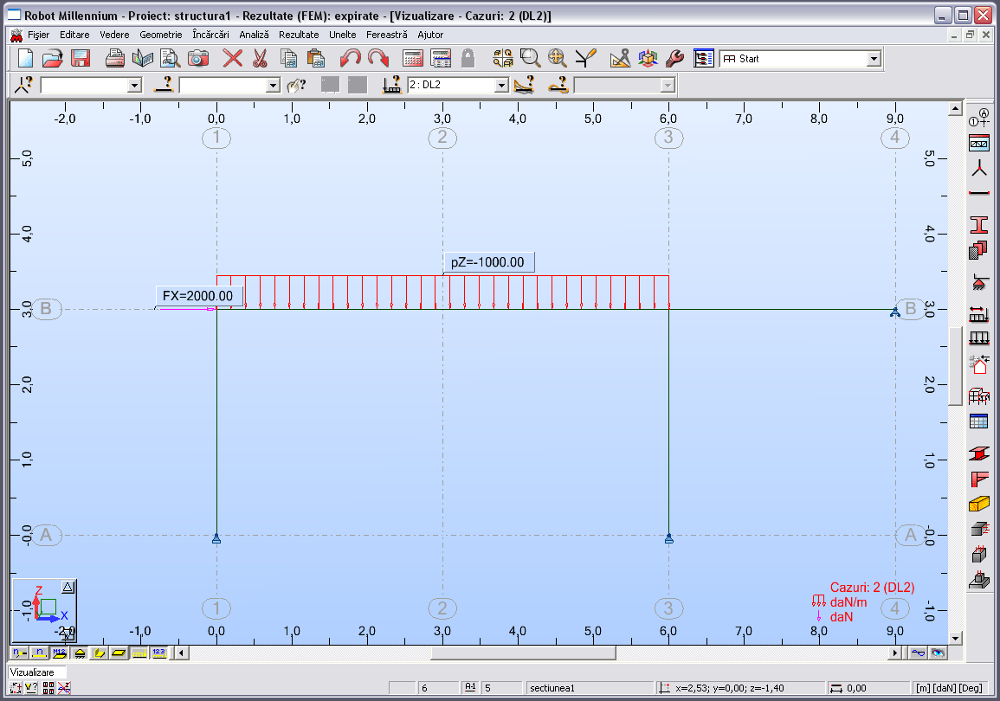 Robot Millennium - Proiect: structura1 - Rezultate (FEM): expirate - [Vizualizare - Cazuri: 2 (DL2)]
Fişier Editare Vedere Geometrie Încărcări Analiză Rezultate Unelte Fereastră Ajutor
Start
2 : DL2
-2,0 -1,0 0,0 1,0 2,0 3,0 4,0 5,0 6,0 7,0 8,0 9,0
1 2 3 4
5,0 5,0
4,0 4,0
pZ=-1000.00
FX=2000.00
3,0 B B 3,0
2,0 2,0
1,0 1,0
-0,0 A A -0,0
Cazuri: 2 (DL2)
daN/m
daN
Z
X
-1,0 1 2 3 4 -1,0
-2,0 -1,0 0,0 1,0 2,0 3,0 4,0 5,0 6,0 7,0 8,0 9,0
Vizualizare
6 5 sectiunea1 x=2,53; y=0,00; z=-1,40 0,00 [m] [daN] [Deg]